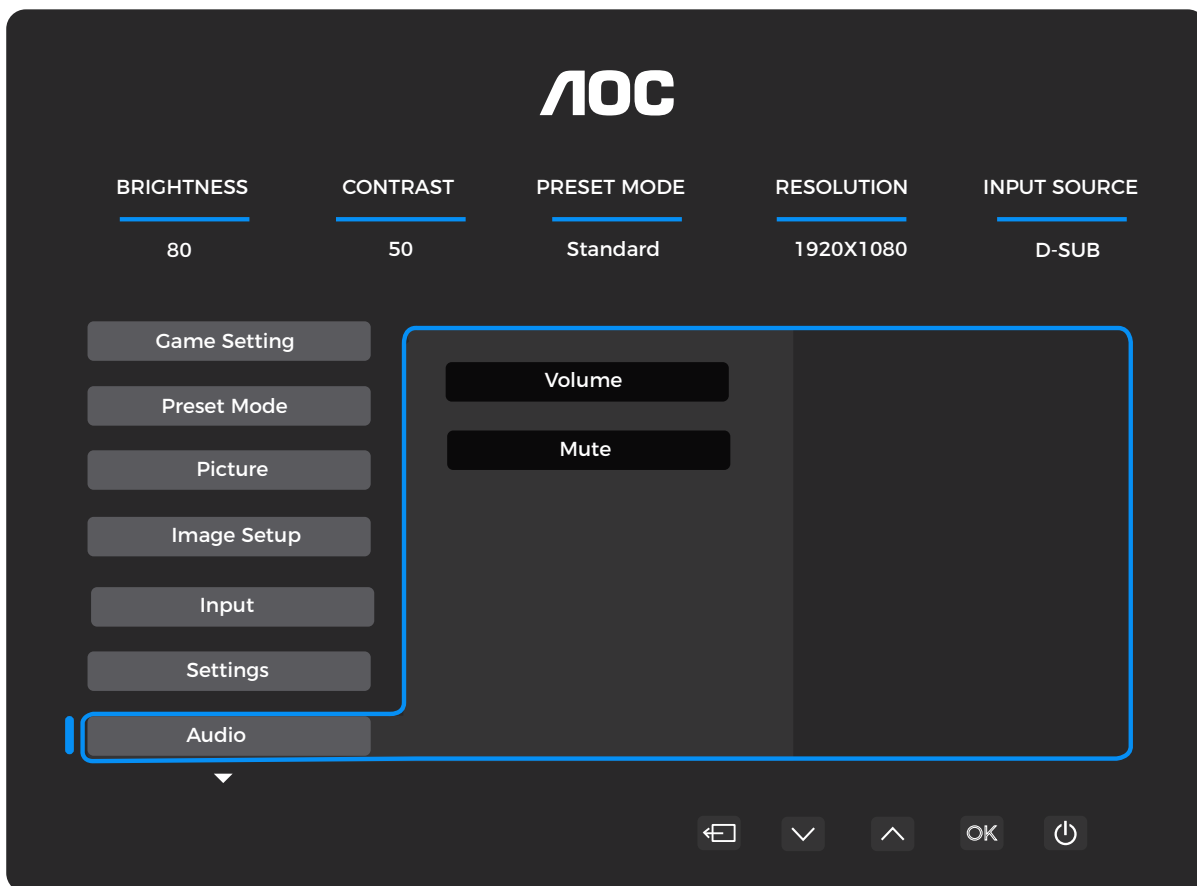 AOC
BRIGHTNESS CONTRAST PRESET MODE RESOLUTION INPUT SOURCE
80 50 Standard 1920X1080 D-SUB
Game Setting
Volume
Preset Mode
Mute
Picture
Image Setup
Input
Settings
Audio
OK